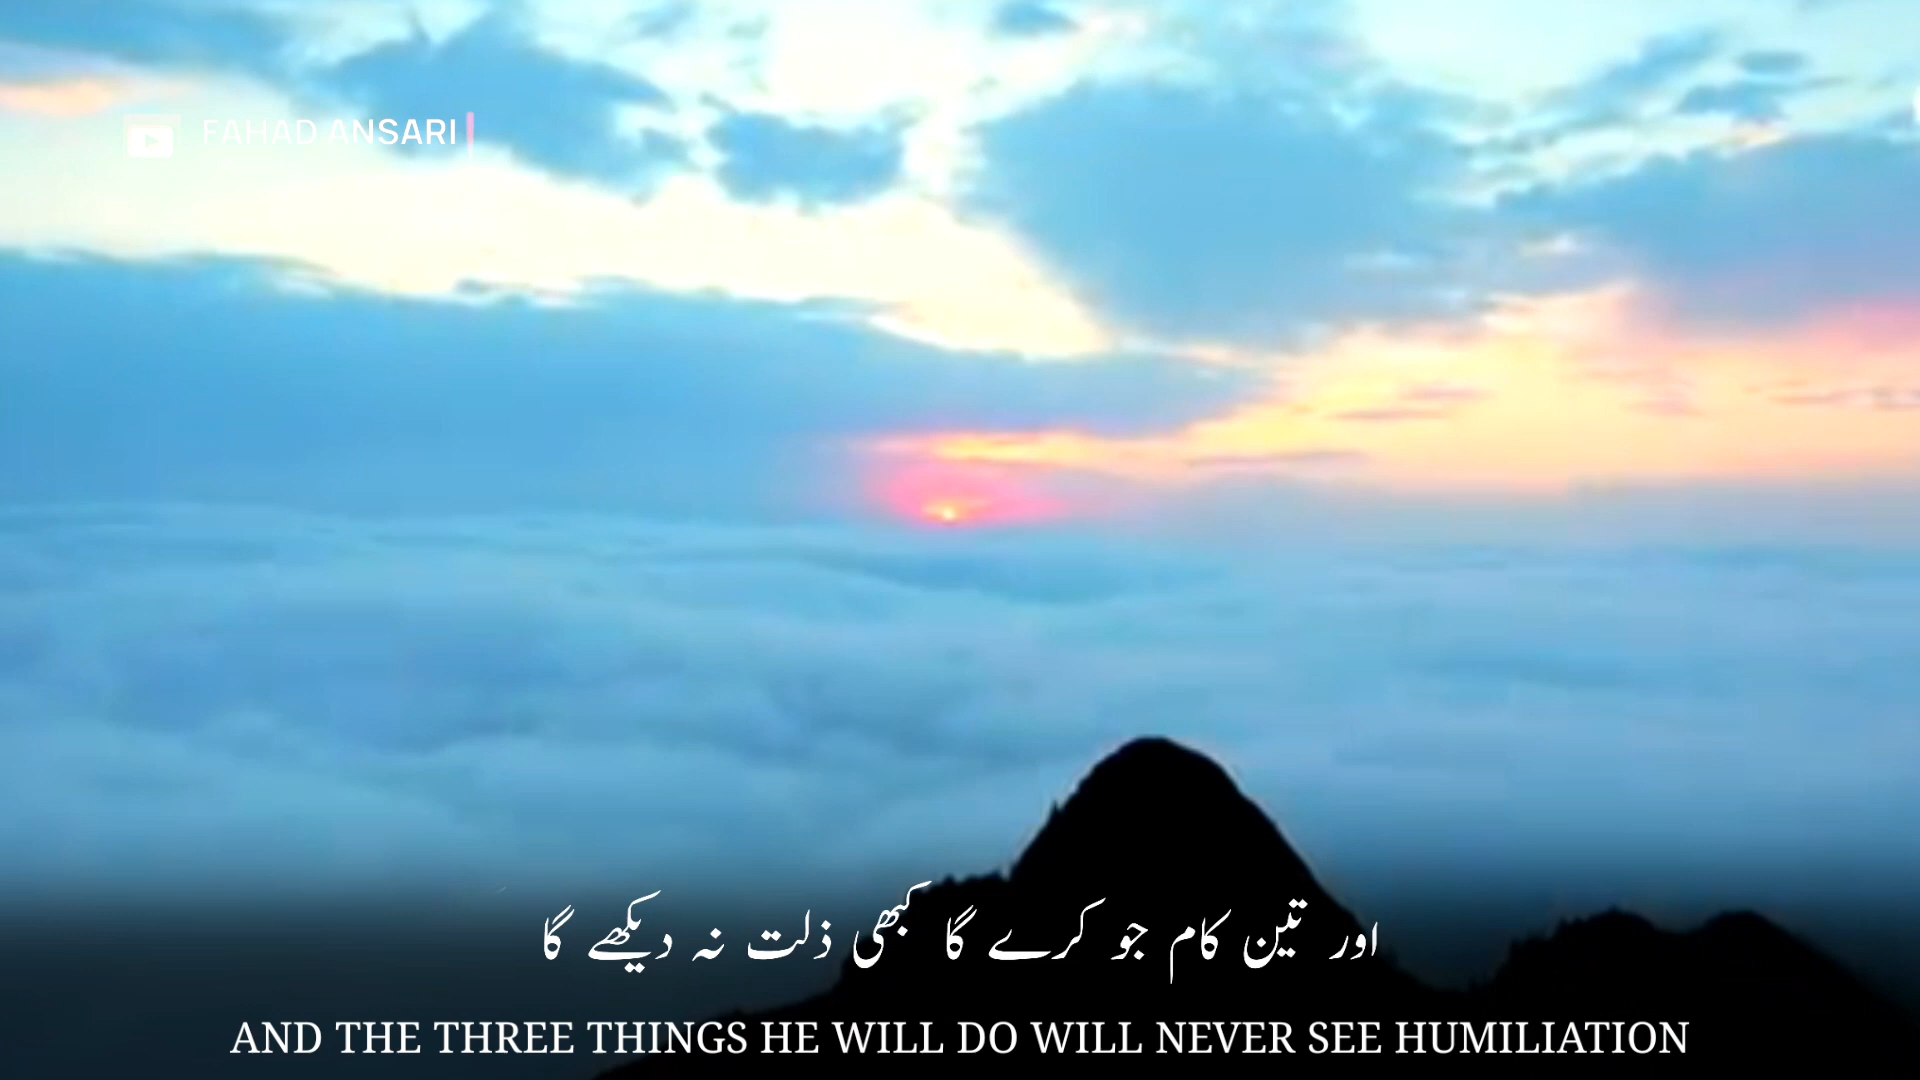 FAHAD ANSARI
اور تین کام جو کرے گا کبھی ذلت نہ دیکھے گا
AND THE THREE THINGS HE WILL DO WILL NEVER SEE HUMILIATION